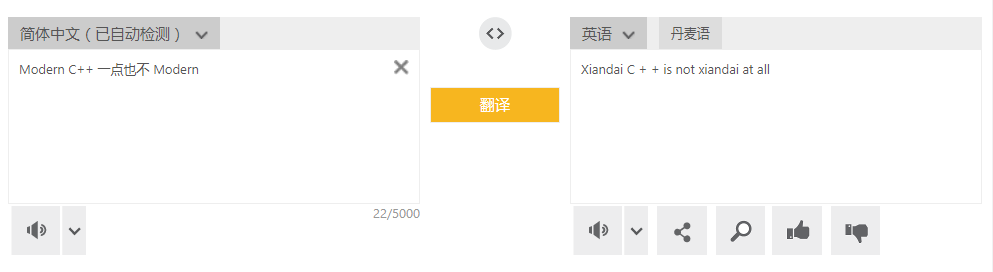 简体中文（已自动检测）
英语
丹麦语
Modern C++ 一点也不 Modern
Xiandai C + + is not xiandai at all
翻译
22/5000